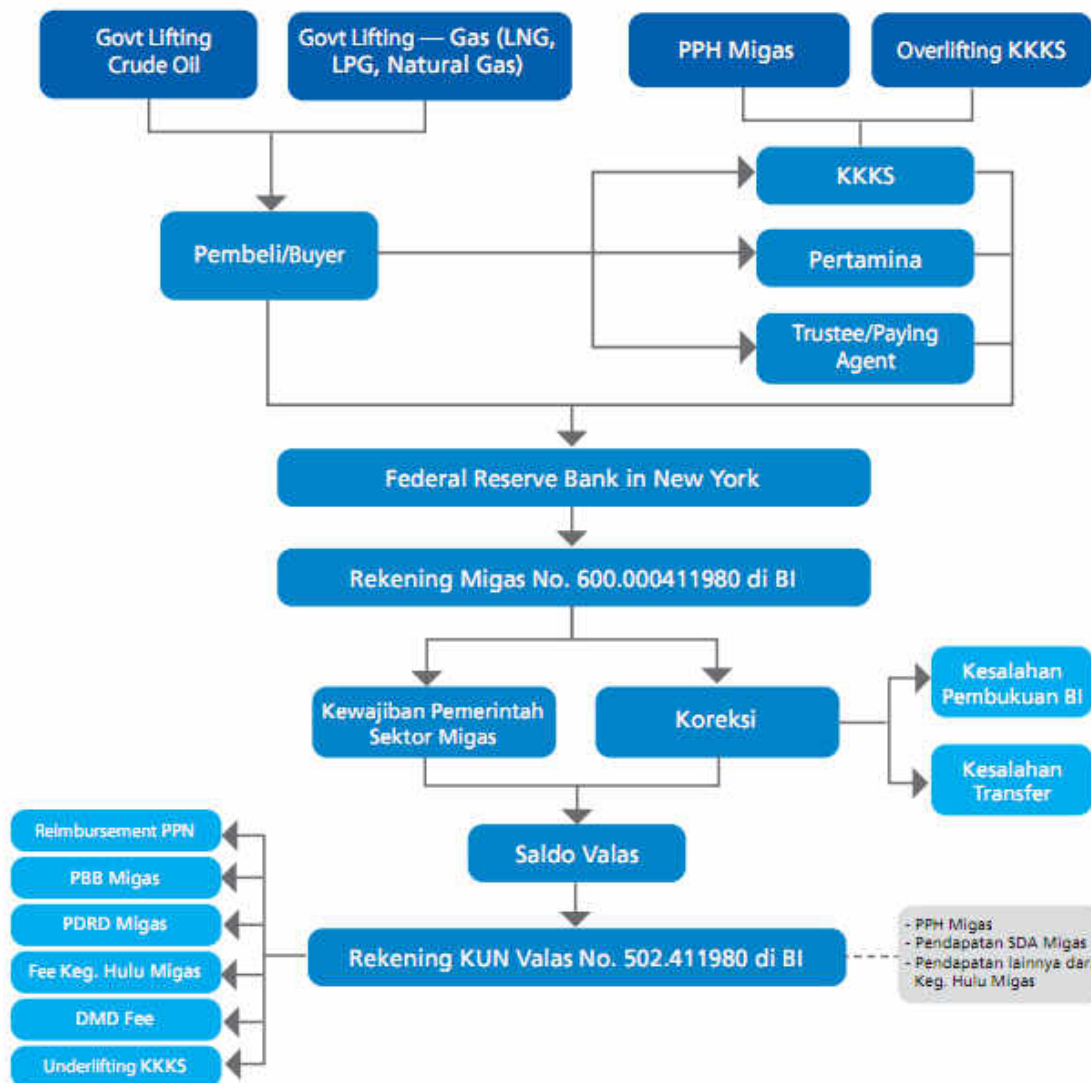 Govt Lifting
Crude Oil
Govt Lifting — Gas (LNG,
LPG, Natural Gas)
PPH Migas
Overlifting KKKS
KKKS
Pembeli/Buyer
Pertamina
Trustee/Paying
Agent
Federal Reserve Bank in New York
Rekening Migas No. 600.000411980 di BI
Kewajiban Pemerintah
Sektor Migas
Koreksi
Kesalahan
Pembukuan BI
Kesalahan
Transfer
Saldo Valas
Reimbursement PPN
PBB Migas
PDRD Migas
Fee Keg. Hulu Migas
DMD Fee
Underlifting KKKS
Rekening KUN Valas No. 502.411980 di BI
- PPH Migas
- Pendapatan SDA Migas
- Pendapatan lainnya dar
Keg. Hulu Migas